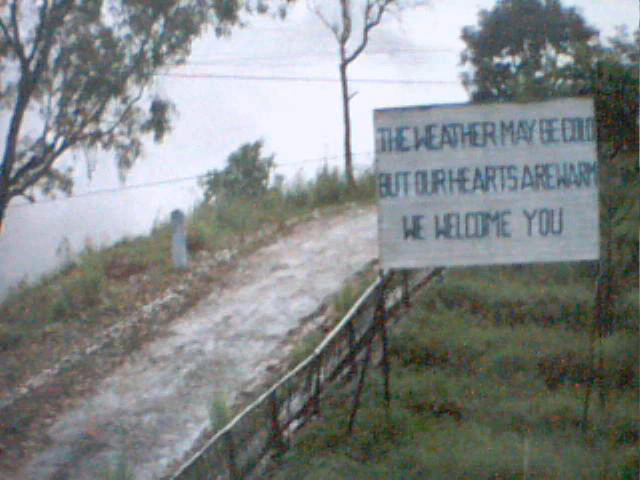 THE WEATHER MAY BE COLD
BUT OUR HEARTS ARE WARM
WE WELCOME YOU